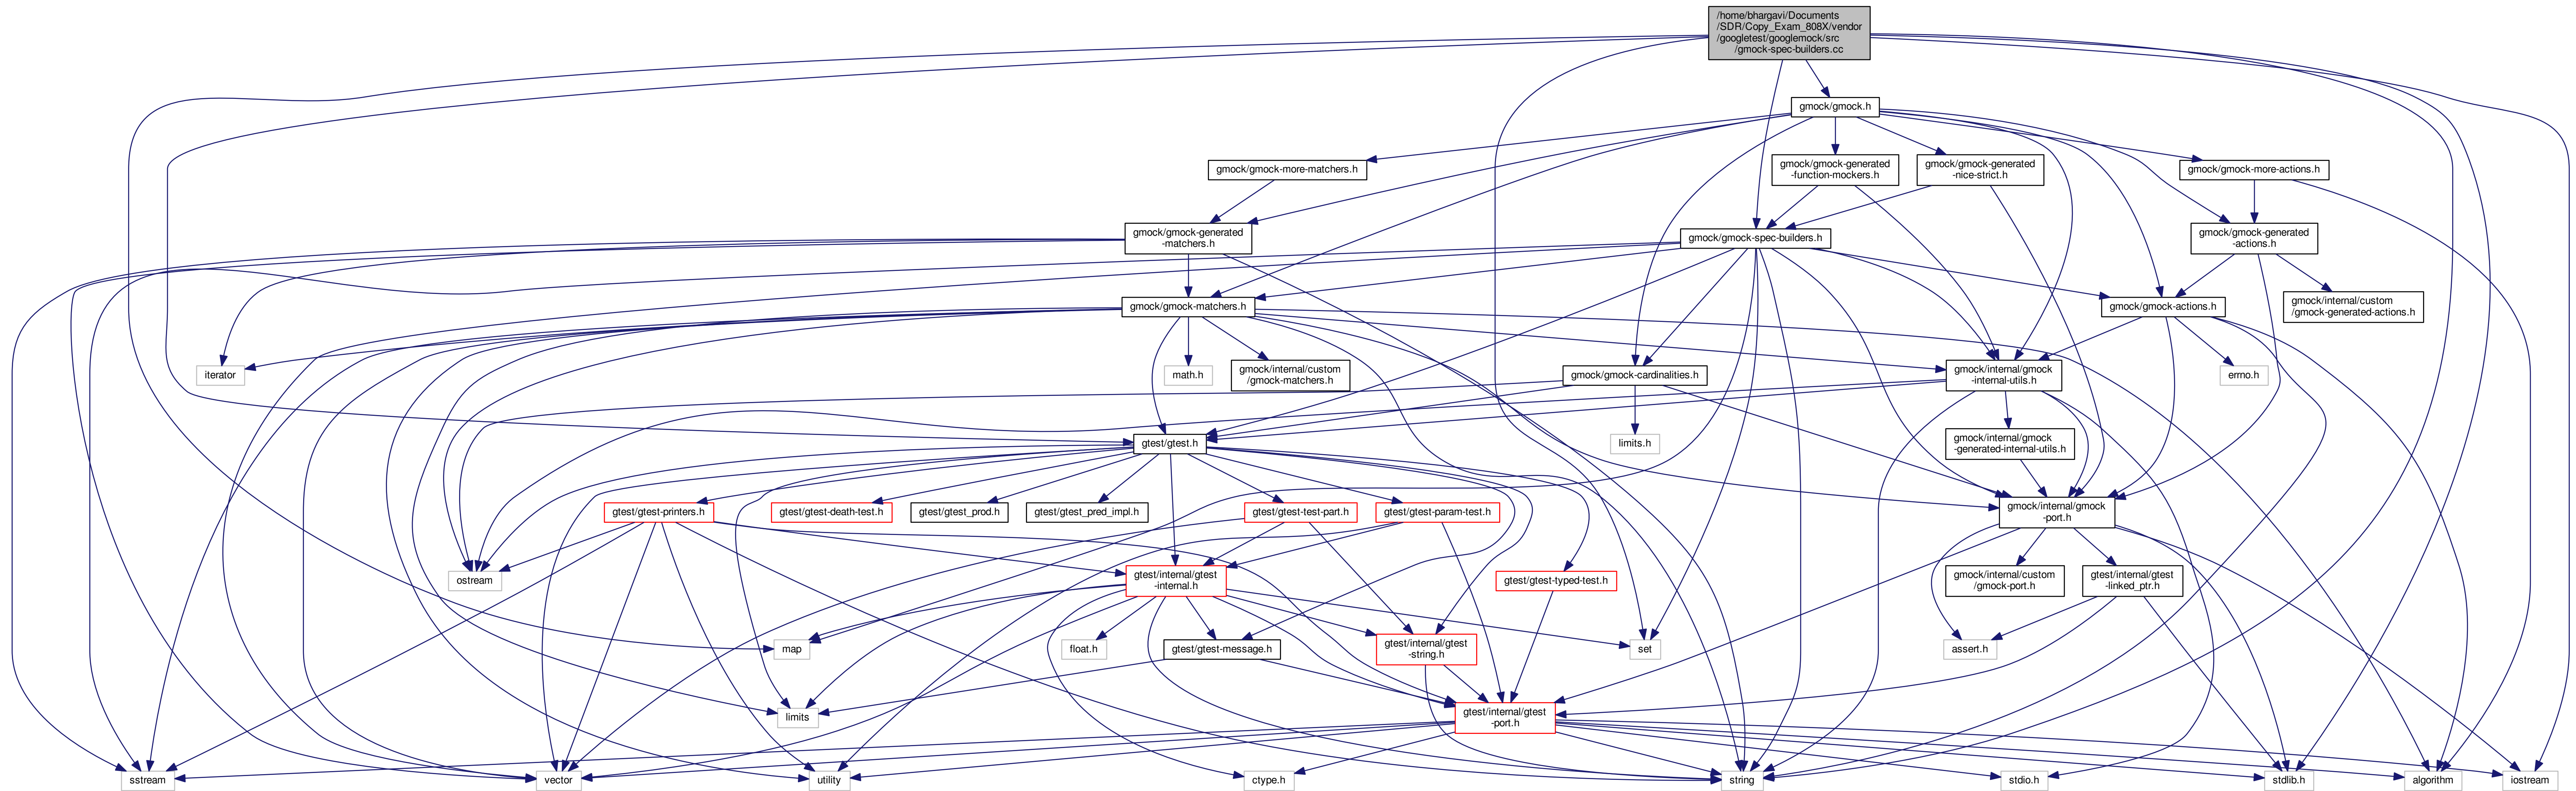 /home/bhargavi/Documents
/SDR/Copy_Exam_808X/vendor
/googletest/googlemock/src
/gmock-spec-builders.cc
gmock/gmock.h
gmock/gmock-more-matchers.h
gmock/gmock-generated
-function-mockers.h
gmock/gmock-generated
-nice-strict.h
gmock/gmock-more-actions.h
gmock/gmock-generated
-matchers.h
gmock/gmock-spec-builders.h
gmock/gmock-generated
-actions.h
gmock/gmock-matchers.h
gmock/gmock-actions.h
gmock/internal/custom
/gmock-generated-actions.h
iterator
math.h
gmock/internal/custom
/gmock-matchers.h
gmock/gmock-cardinalities.h
gmock/internal/gmock
-internal-utils.h
errno.h
gtest/gtest.h
limits.h
gmock/internal/gmock
-generated-internal-utils.h
gtest/gtest-printers.h
gtest/gtest-death-test.h
gtest/gtest_prod.h
gtest/gtest_pred_impl.h
gtest/gtest-test-part.h
gtest/gtest-param-test.h
gmock/internal/gmock
-port.h
ostream
gtest/internal/gtest
-internal.h
gtest/gtest-typed-test.h
gmock/internal/custom
/gmock-port.h
gtest/internal/gtest
-linked_ptr.h
map
float.h
gtest/gtest-message.h
gtest/internal/gtest
-string.h
set
assert.h
limits
gtest/internal/gtest
-port.h
sstream
vector
utility
ctype.h
string
stdio.h
stdlib.h
algorithm
iostream